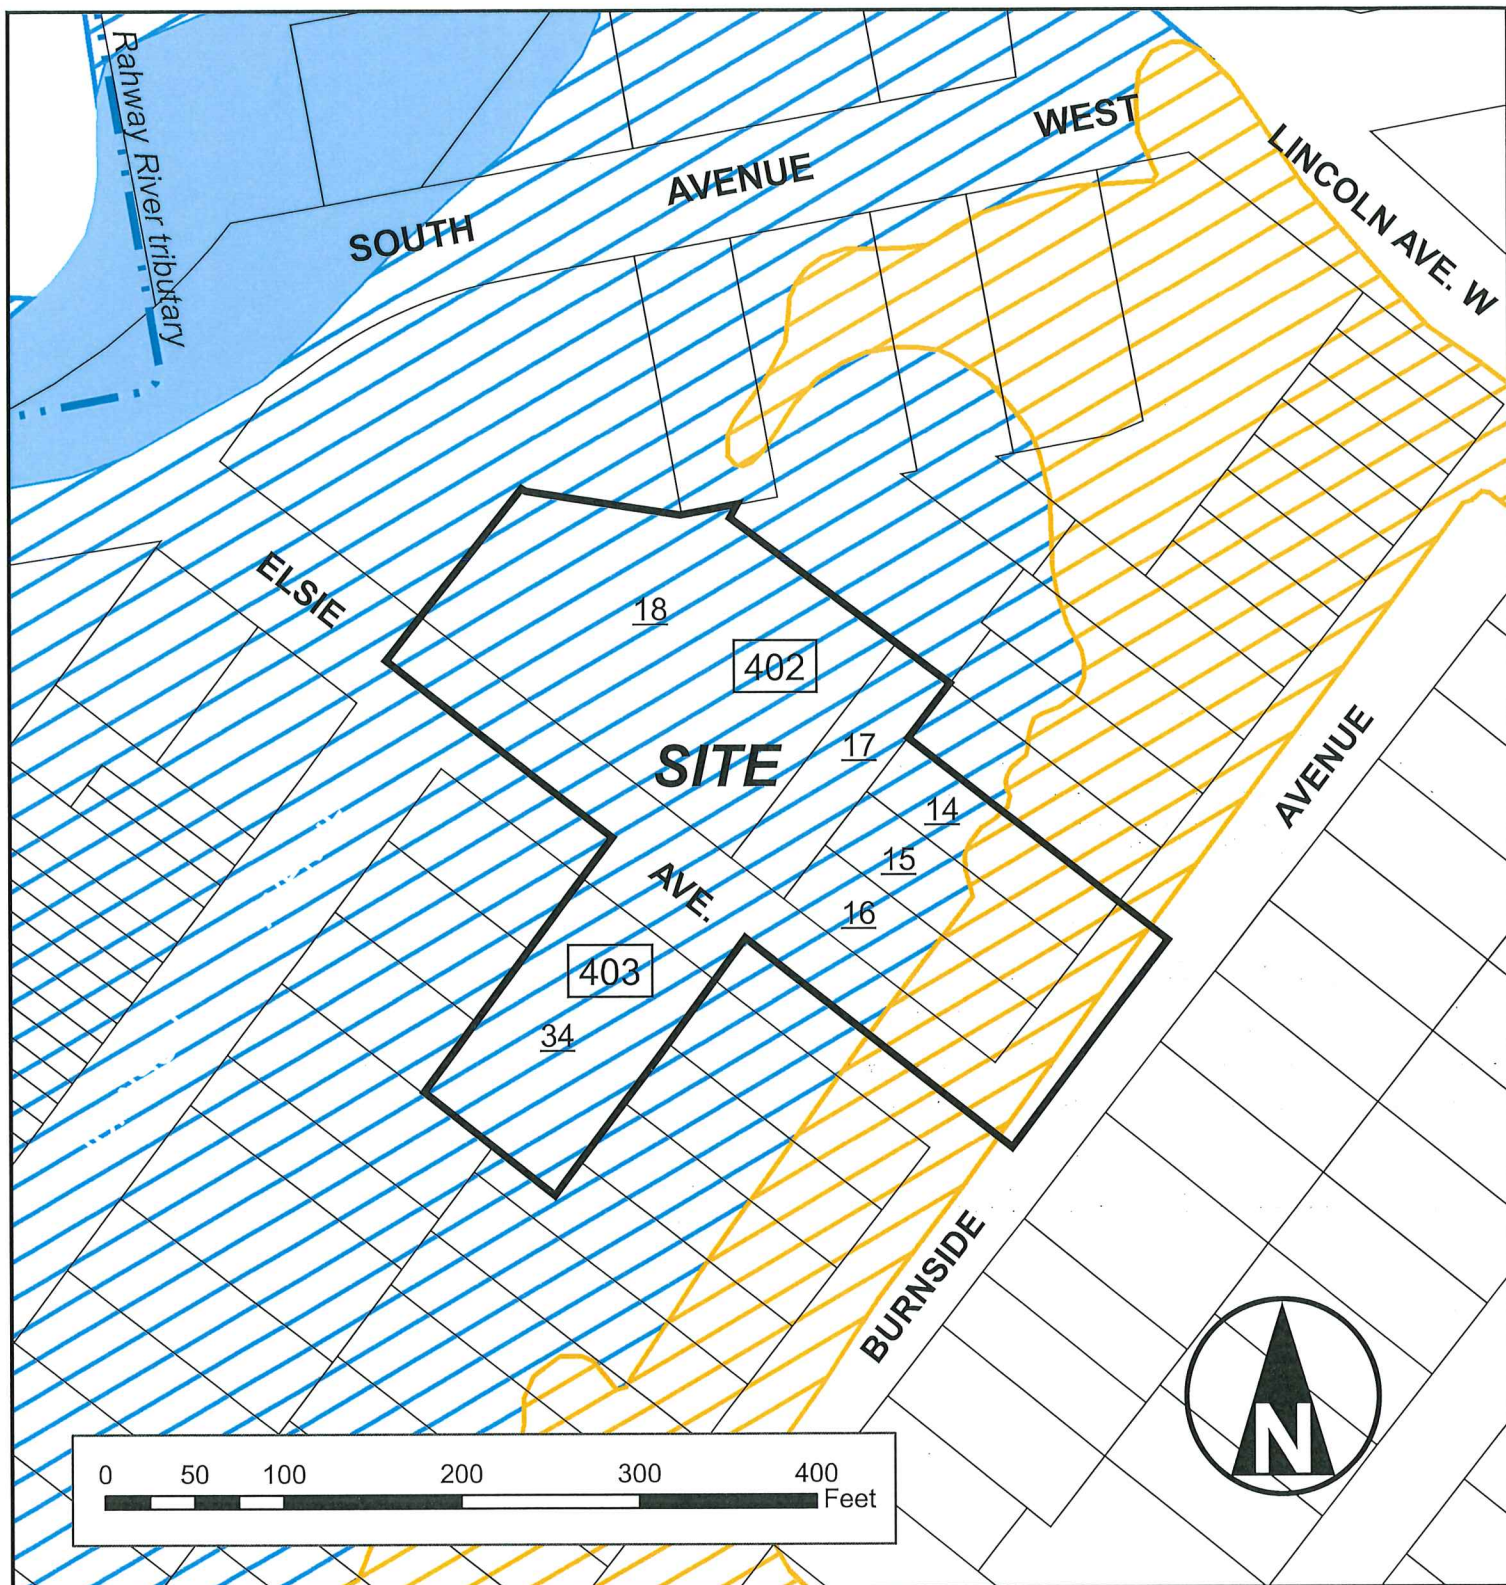 Rahway River tributary
SOUTH
AVENUE
WEST
LINCOLN AVE. W
ELSIE
18
402
SITE
17
14
15
16
AVE.
403
34
AVENUE
BURNSIDE
N
0 50 100 200 300 400
Feet